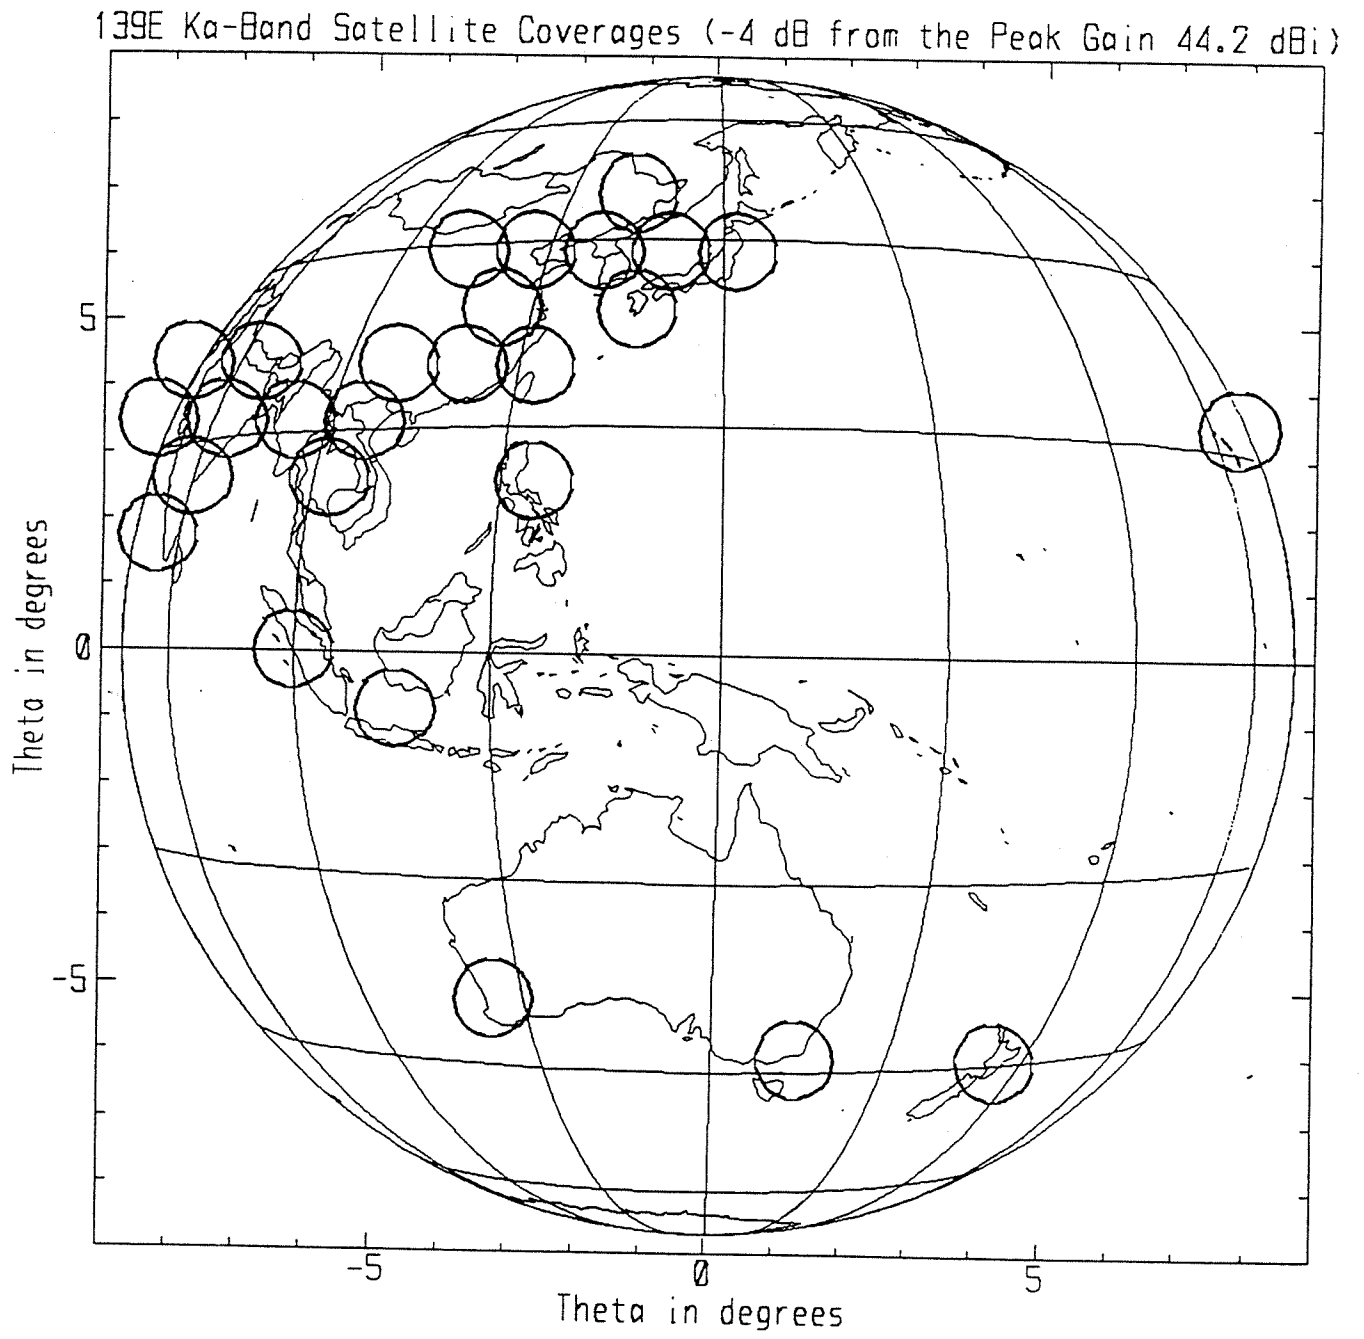 139E Ka-Band Satellite Coverages (-4 dB from the Peak Gain 44.2 dBi)
5
0
-5
Theta in degrees
-5 0 5
Theta in degrees